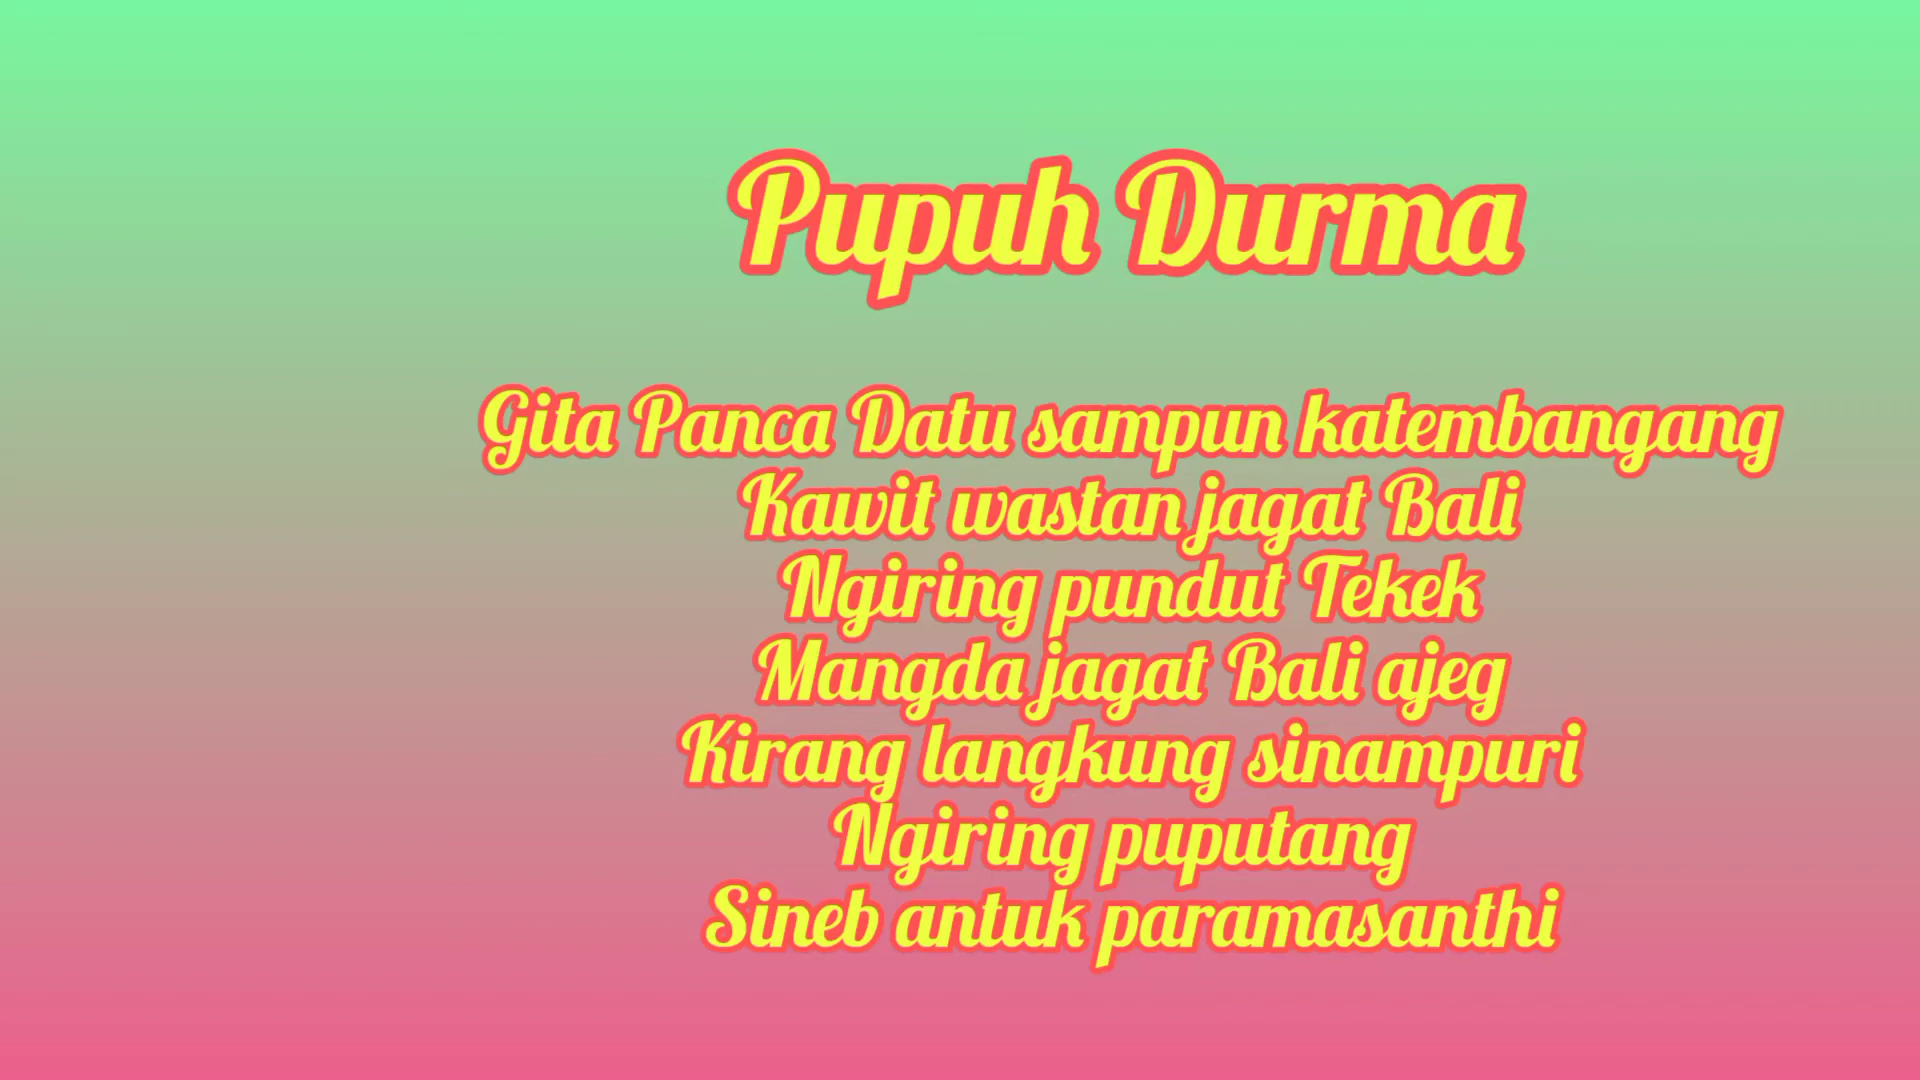 Pupuh Durma
Gita Panca Datu sampun katembangang
Kawit wastan jagat Bali
Ngiring pundut Tekek
Mangda jagat Bali ajeg
Kirang langkung sinampuri
Ngiring puputang
Sineb antuk paramasanthi